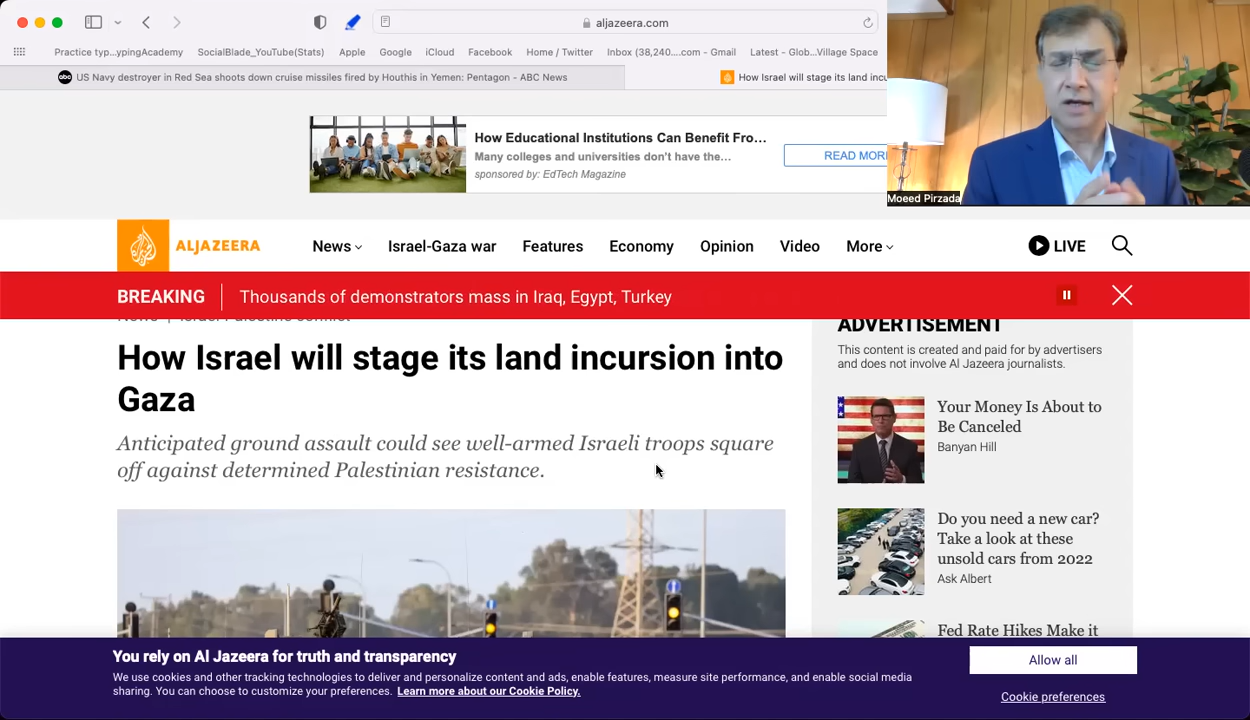 aljazeera.com
Practice typ...ypingAcademy
SocialBlade_YouTube(Stats)
Apple
Google
iCloud
Facebook
Home / Twitter
Inbox (38,240....com - Gmail
Latest - Glob...Village Space
abc
US Navy destroyer in Red Sea shoots down cruise missiles fired by Houthis in Yemen: Pentagon - ABC News
How Israel will stage its land incu
How Educational Institutions Can Benefit Fro...
Many colleges and universities don't have the...
sponsored by: EdTech Magazine
READ MOR
Moeed Pirzada
ALJAZEERA
News
Israel-Gaza war
Features
Economy
Opinion
Video
More
LIVE
BREAKING
Thousands of demonstrators mass in Iraq, Egypt, Turkey
News | Israel-Palestine conflict
How Israel will stage its land incursion into
Gaza
Anticipated ground assault could see well-armed Israeli troops square
off against determined Palestinian resistance.
ADVERTISEMENT
This content is created and paid for by advertisers
and does not involve Al Jazeera journalists.
Your Money Is About to
Be Canceled
Banyan Hill
Do you need a new car?
Take a look at these
unsold cars from 2022
Ask Albert
Fed Rate Hikes Make it
You rely on Al Jazeera for truth and transparency
We use cookies and other tracking technologies to deliver and personalize content and ads, enable features, measure site performance, and enable social media
sharing. You can choose to customize your preferences. Learn more about our Cookie Policy.
Allow all
Cookie preferences